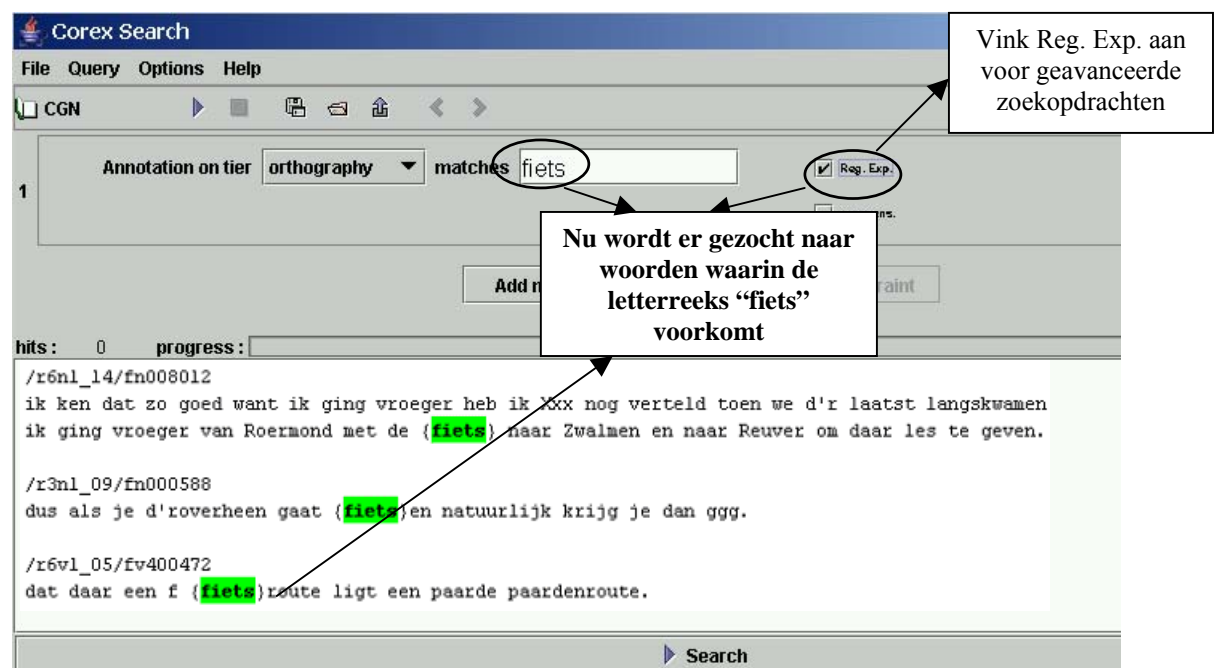 Corex Search
File Query Options Help
Vink Reg. Exp. aan
voor geavanceerde
zoekopdrachten
CGN
1
Annotation on tier orthography matches fiets Reg. Exp.
Nu wordt er gezocht naar
woorden waarin de
letterreeks “fiets”
voorkomt
Add
hits : 0 progress :
/r6nl_14/fn008012
ik ken dat zo goed want ik ging vroeger heb ik Xxx nog verteld toen we d'r laatst langskwamen
ik ging vroeger van Roermond met de {fiets} naar Zwalmen en naar Reuver om daar les te geven.
/r3nl_09/fn000588
dus als je d'roverheen gaat {fiets}en natuurlijk krijg je dan ggg.
/r6vl_05/fv400472
dat daar een f {fiets}route ligt een paarde paardenroute.
Search